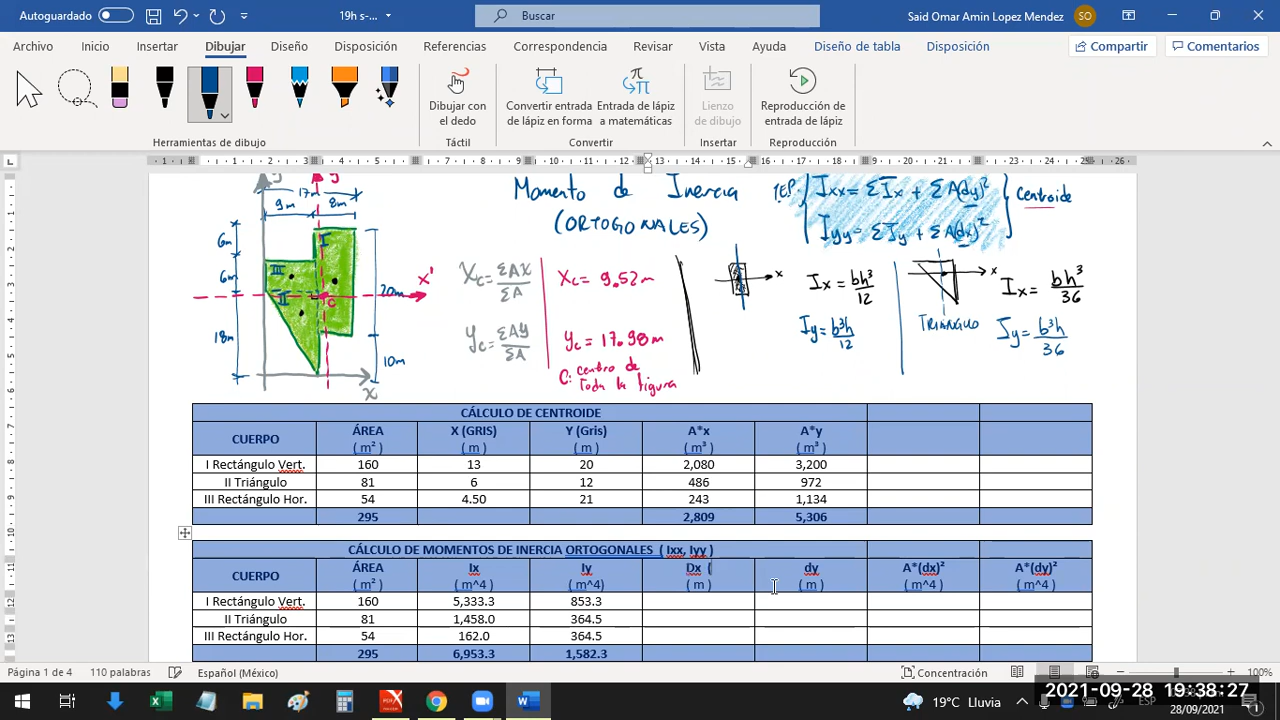 Autoguardado
19h s-...
Buscar
Said Omar Amin Lopez Mendez
SO
Archivo Inicio Insertar Dibujar Diseño Disposición Referencias Correspondencia Revisar Vista Ayuda Diseño de tabla Disposición
Compartir
Comentarios
Dibujar con el dedo
Convertir entrada de lápiz en forma
Entrada de lápiz a matemáticas
Lienzo de dibujo
Reproducción de entrada de lápiz
Herramientas de dibujo
Táctil
Convertir
Insertar
Reproducción
17m
9m 8m
6m
6m
18m
20m
10m
I
II
III
C
x'
x
Momento de Inercia
(ORTOGONALES)
T.E.P.
Ixx = ΣIx + ΣA(dy)²
Iyy = ΣIy + ΣA(dx)²
Centroide
Xc = ΣAX/ΣA
Xc = 9.52m
Yc = ΣAY/ΣA
Yc = 17.98m
C: centro de toda la figura
x
Ix = bh³/12
Iy = b³h/12
x
TRIÁNGULO
Ix = bh³/36
Iy = b³h/36
CÁLCULO DE CENTROIDE
CUERPO ÁREA ( m² ) X (GRIS) ( m ) Y (Gris) ( m ) A*x ( m³ ) A*y ( m³ )
I Rectángulo Vert. 160 13 20 2,080 3,200
II Triángulo 81 6 12 486 972
III Rectángulo Hor. 54 4.50 21 243 1,134
295 2,809 5,306
CÁLCULO DE MOMENTOS DE INERCIA ORTOGONALES ( Ixx, Iyy )
CUERPO ÁREA ( m² ) Ix ( m^4 ) Iy ( m^4) Dx ( ( m ) dy ( m ) A*(dx)² ( m^4 ) A*(dy)² ( m^4 )
I Rectángulo Vert. 160 5,333.3 853.3
II Triángulo 81 1,458.0 364.5
III Rectángulo Hor. 54 162.0 364.5
295 6,953.3 1,582.3
Página 1 de 4 110 palabras Español (México) Concentración 100%
19°C Lluvia
ESP
2021-09-28 19:38:27
28/09/2021